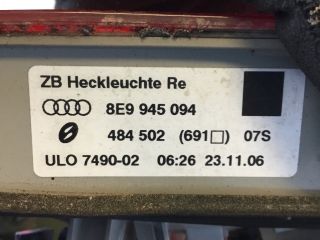 ZB Heckleuchte Re
8E9 945 094
484 502 (691□) 07S
ULO 7490-02 06:26 23.11.06